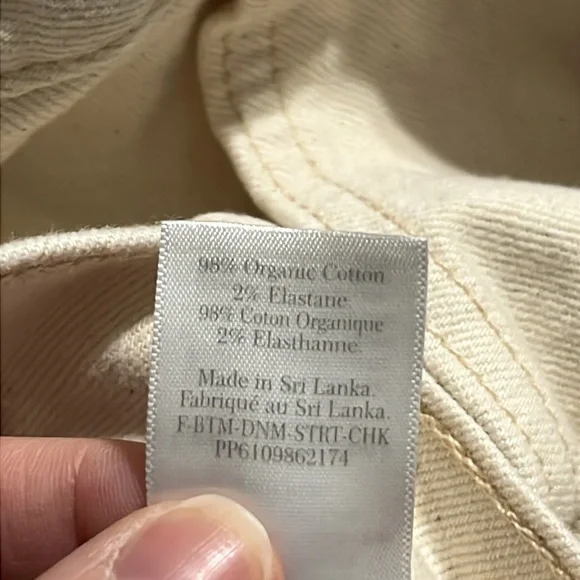 98% Organic Cotton
2% Elastane
98% Coton Organique
2% Elasthanne.
Made in Sri Lanka.
Fabriqué au Sri Lanka.
F-BTM-DNM-STRT-CHK
PP6109862174